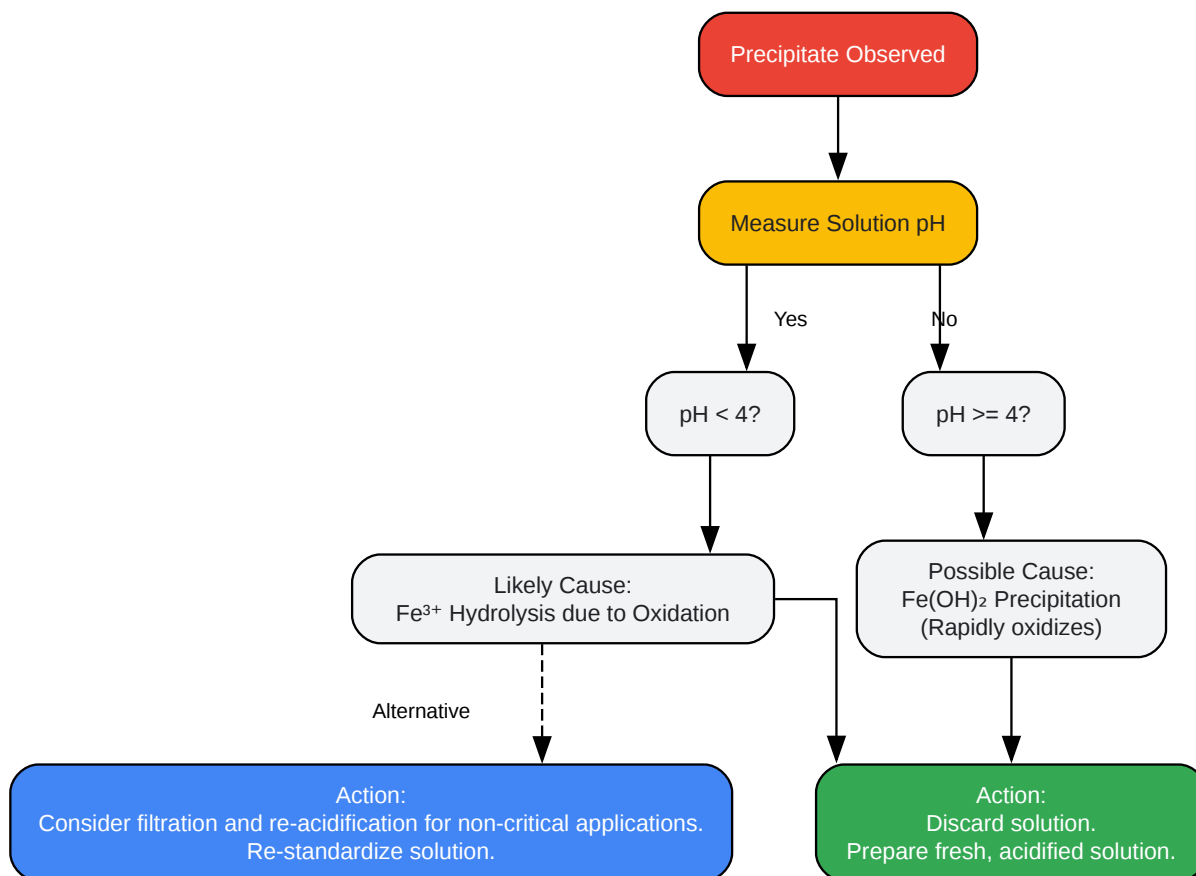 Precipitate Observed
Measure Solution pH
Yes
No
pH < 4?
pH >= 4?
Likely Cause:
Fe³⁺ Hydrolysis due to Oxidation
Possible Cause:
Fe(OH)₂ Precipitation
(Rapidly oxidizes)
Alternative
Action:
Consider filtration and re-acidification for non-critical applications.
Re-standardize solution.
Action:
Discard solution.
Prepare fresh, acidified solution.